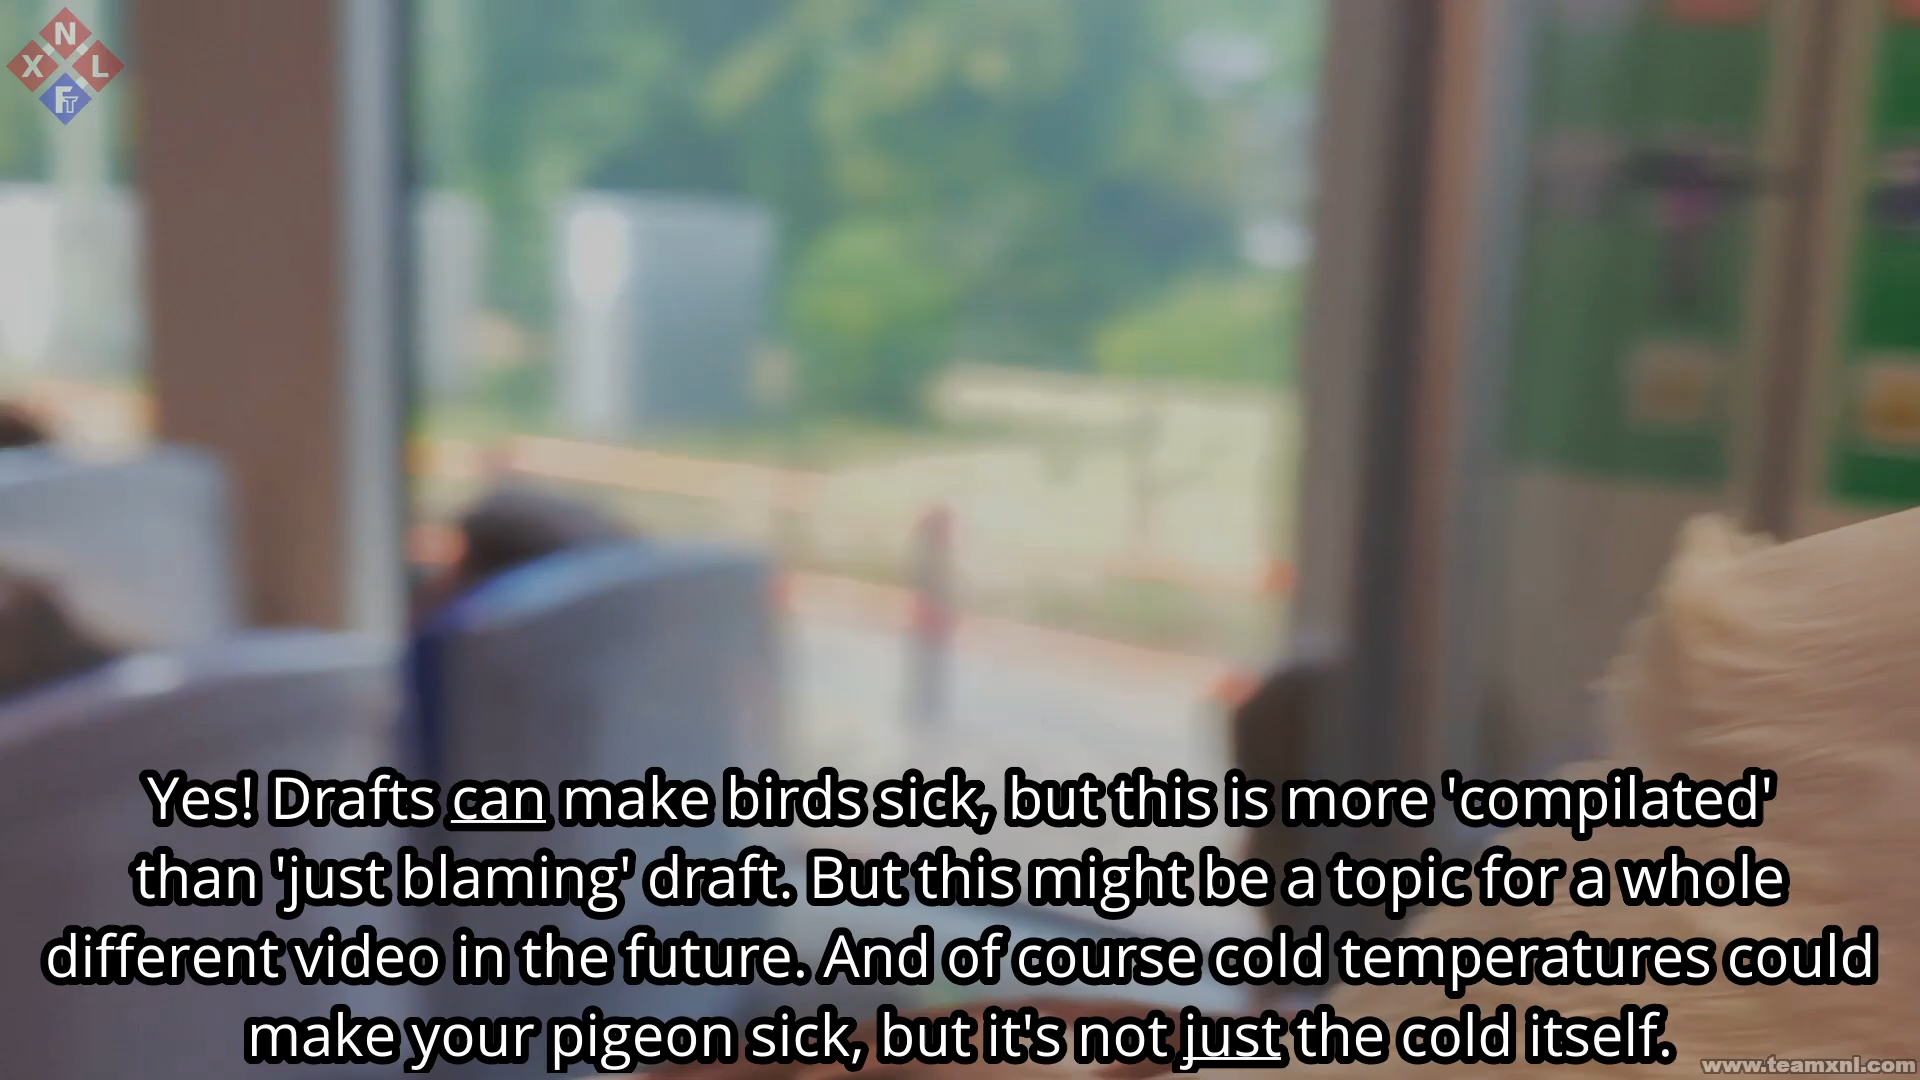 N
X L
FT
Yes! Drafts can make birds sick, but this is more 'compilated'
than 'just blaming' draft. But this might be a topic for a whole
different video in the future. And of course cold temperatures could
make your pigeon sick, but it's not just the cold itself.
www.teamxnl.com